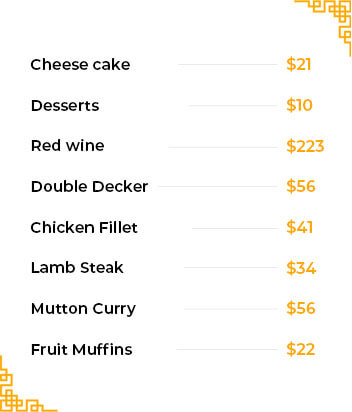 Cheese cake $21
Desserts $10
Red wine $223
Double Decker $56
Chicken Fillet $41
Lamb Steak $34
Mutton Curry $56
Fruit Muffins $22